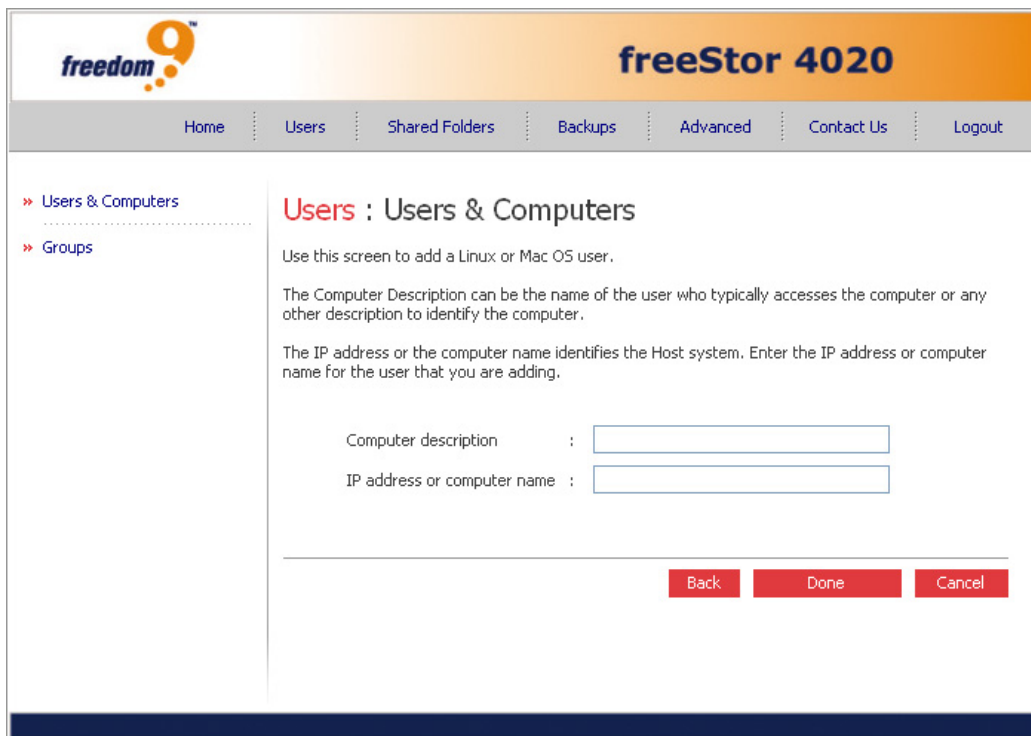 freedom9™
freeStor 4020
Home Users Shared Folders Backups Advanced Contact Us Logout
» Users & Computers
» Groups
Users : Users & Computers
Use this screen to add a Linux or Mac OS user.
The Computer Description can be the name of the user who typically accesses the computer or any
other description to identify the computer.
The IP address or the computer name identifies the Host system. Enter the IP address or computer
name for the user that you are adding.
Computer description :
IP address or computer name :
Back Done Cancel